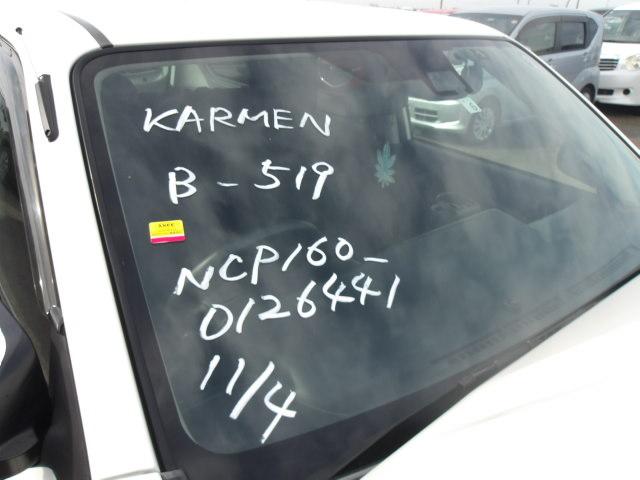 KARMEN
B-519
NCP160-
0126441
11/4